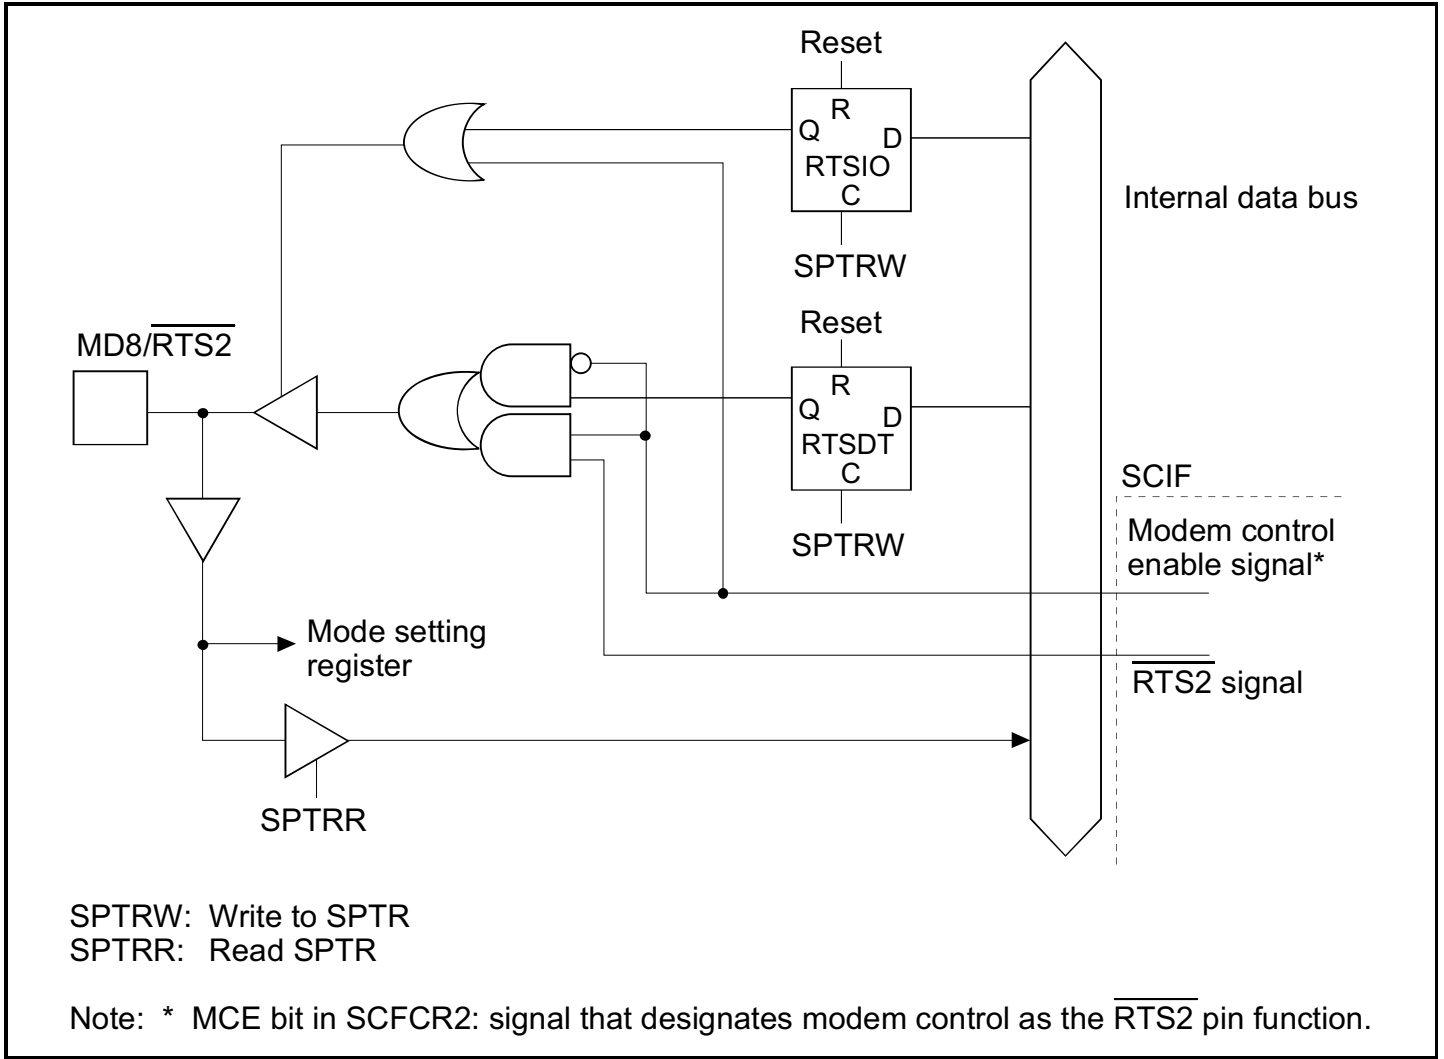 Reset
R
Q
D
RTSIO
C
SPTRW
Internal data bus
Reset
MD8/RTS2
R
Q
D
RTSDT
C
SPTRW
SCIF
Modem control
enable signal*
Mode setting
register
RTS2 signal
SPTRR
SPTRW: Write to SPTR
SPTRR: Read SPTR
Note: * MCE bit in SCFCR2: signal that designates modem control as the RTS2 pin function.